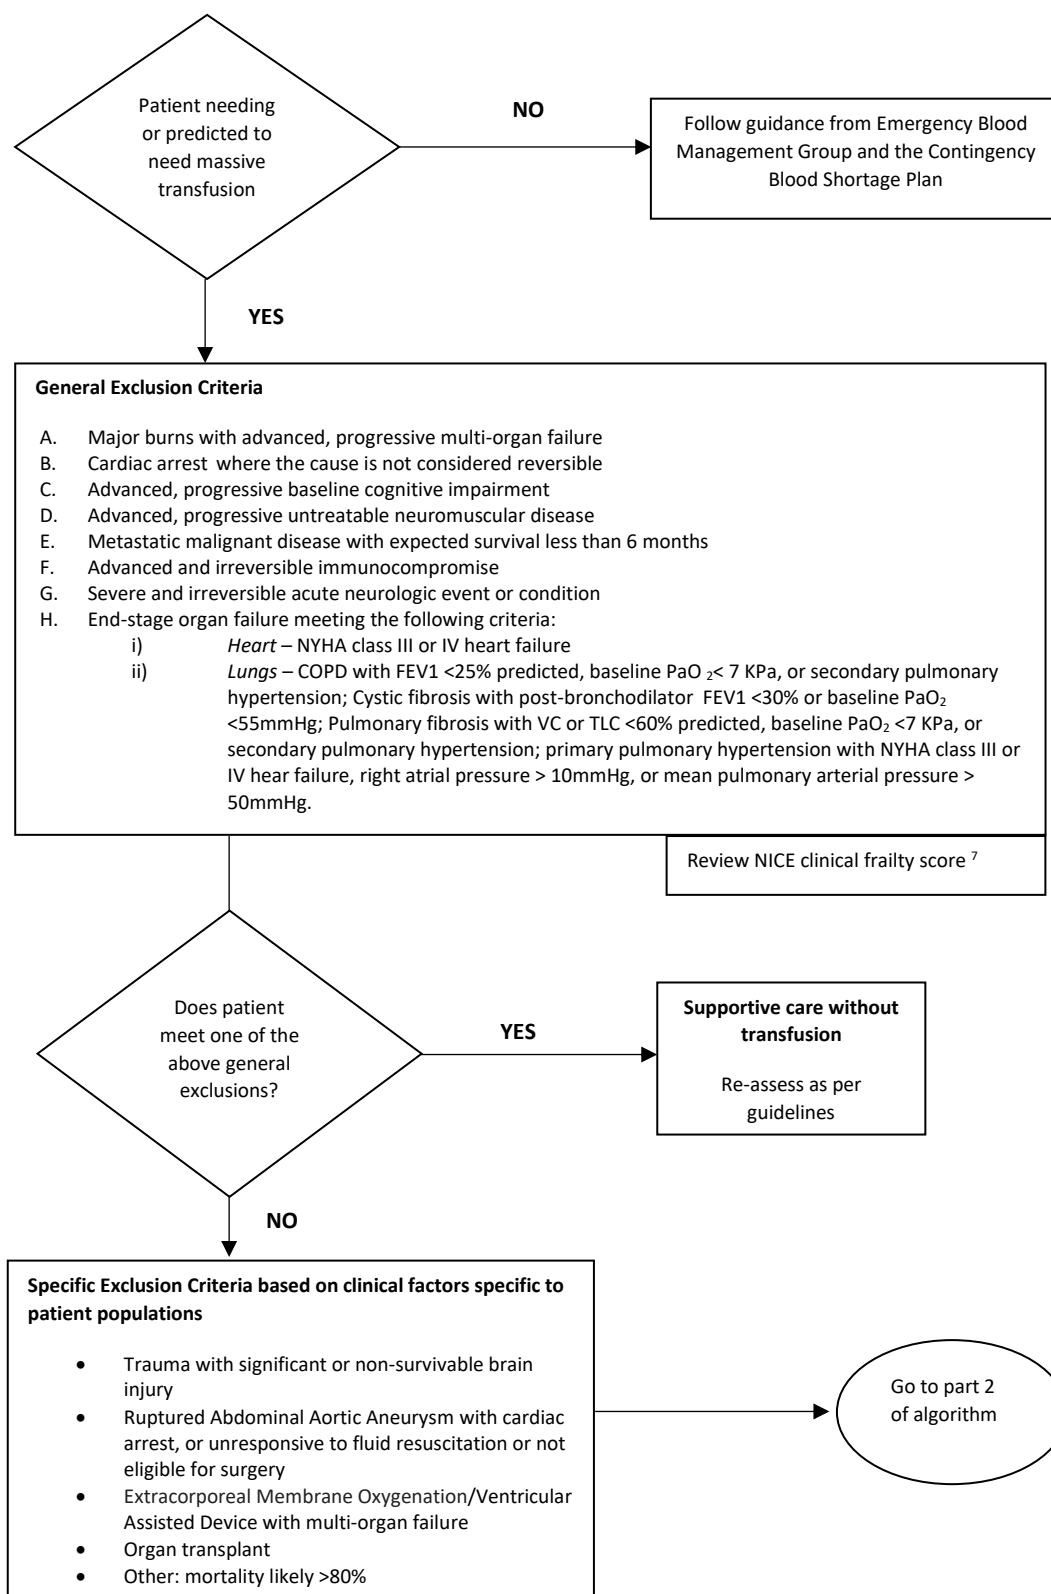 Patient needing
or predicted to
need massive
transfusion
NO
Follow guidance from Emergency Blood
Management Group and the Contingency
Blood Shortage Plan
YES
General Exclusion Criteria
A. Major burns with advanced, progressive multi-organ failure
B. Cardiac arrest where the cause is not considered reversible
C. Advanced, progressive baseline cognitive impairment
D. Advanced, progressive untreatable neuromuscular disease
E. Metastatic malignant disease with expected survival less than 6 months
F. Advanced and irreversible immunocompromise
G. Severe and irreversible acute neurologic event or condition
H. End-stage organ failure meeting the following criteria:
i) Heart – NYHA class III or IV heart failure
ii) Lungs – COPD with FEV1 <25% predicted, baseline PaO 2< 7 KPa, or secondary pulmonary
hypertension; Cystic fibrosis with post-bronchodilator FEV1 <30% or baseline PaO2
<55mmHg; Pulmonary fibrosis with VC or TLC <60% predicted, baseline PaO2 <7 KPa, or
secondary pulmonary hypertension; primary pulmonary hypertension with NYHA class III or
IV hear failure, right atrial pressure > 10mmHg, or mean pulmonary arterial pressure >
50mmHg.
Review NICE clinical frailty score 7
Does patient
meet one of the
above general
exclusions?
YES
Supportive care without
transfusion
Re-assess as per
guidelines
NO
Specific Exclusion Criteria based on clinical factors specific to
patient populations
• Trauma with significant or non-survivable brain
injury
• Ruptured Abdominal Aortic Aneurysm with cardiac
arrest, or unresponsive to fluid resuscitation or not
eligible for surgery
• Extracorporeal Membrane Oxygenation/Ventricular
Assisted Device with multi-organ failure
• Organ transplant
• Other: mortality likely >80%
Go to part 2
of algorithm